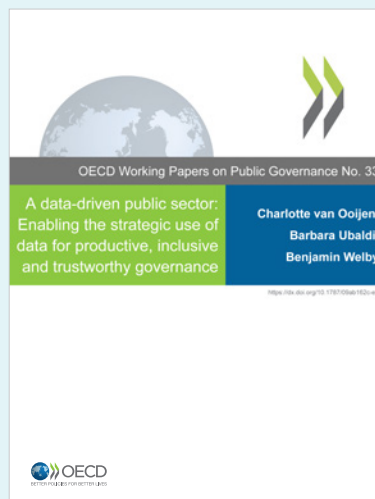 OECD Working Papers on Public Governance No. 33
A data-driven public sector:
Enabling the strategic use of
data for productive, inclusive
and trustworthy governance
Charlotte van Ooijen
Barbara Ubaldi
Benjamin Welby
OECD
BETTER POLICIES FOR BETTER LIVES